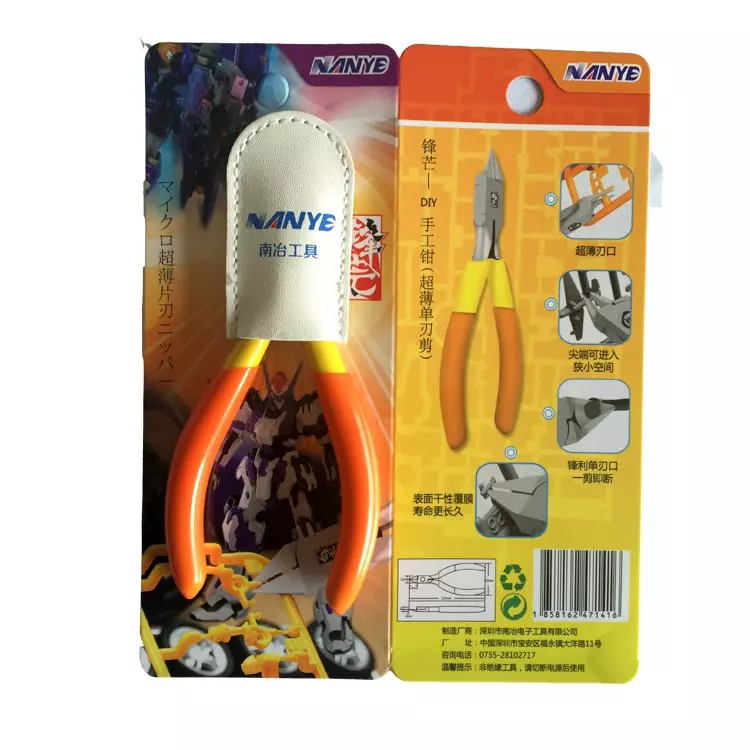 NANYE
NANYE
南冶工具
マイクロ超薄片刃ニッパー
NANYE
锋芒—DIY 手工钳(超薄单刃剪)
超薄刃口
尖端可进入
狭小空间
锋利单刃口
一剪即断
表面干性覆膜
寿命更长久
1 858162 471416
制造厂商：深圳市南冶电子工具有限公司
厂　　址：中国深圳市宝安区福永镇大洋路11号
咨询电话：0755-28102717
温馨提示：非绝缘工具，请切断电源后使用